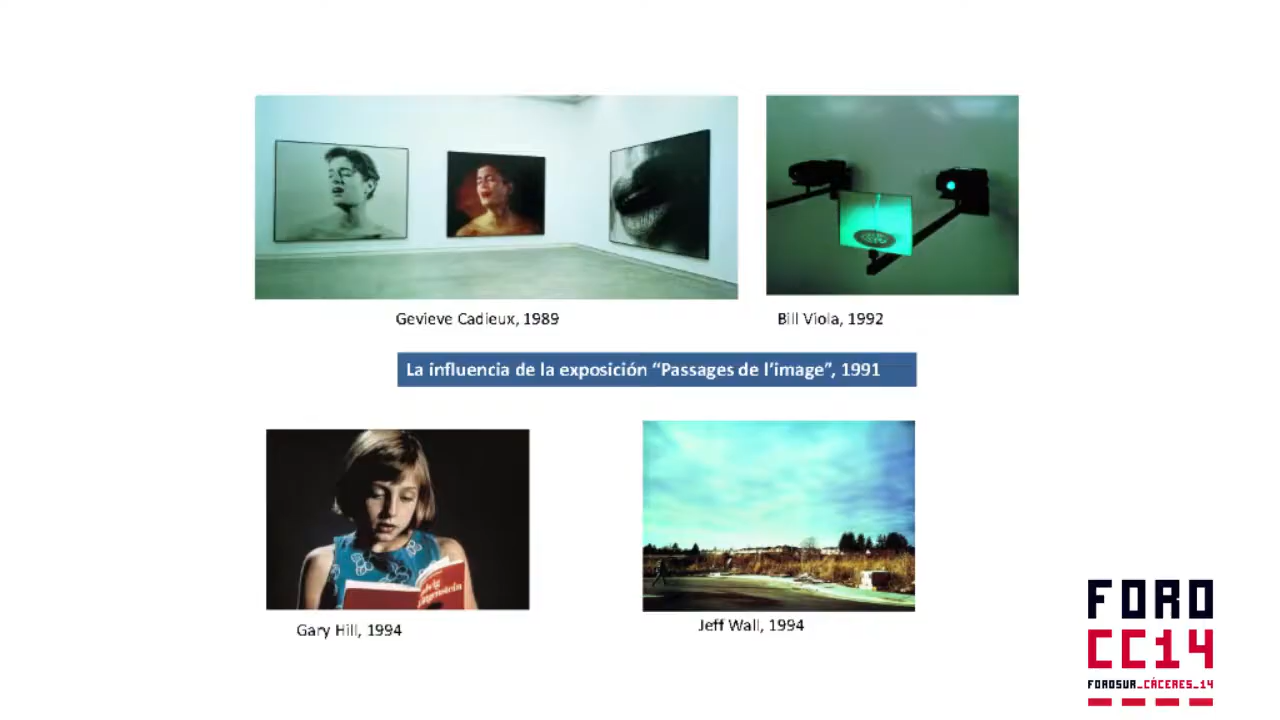 Gevieve Cadieux, 1989
Bill Viola, 1992
La influencia de la exposición “Passages de l’image”, 1991
Gary Hill, 1994
Jeff Wall, 1994
FORO
CC14
FOROSUR_CÁCERES_14